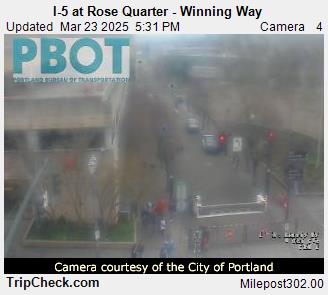 I-5 at Rose Quarter - Winning Way
Updated Mar 23 2025 5:31 PM Camera 4
PBOT
PORTLAND BUREAU OF TRANSPORTATION
Camera courtesy of the City of Portland
TripCheck.com Milepost302.00